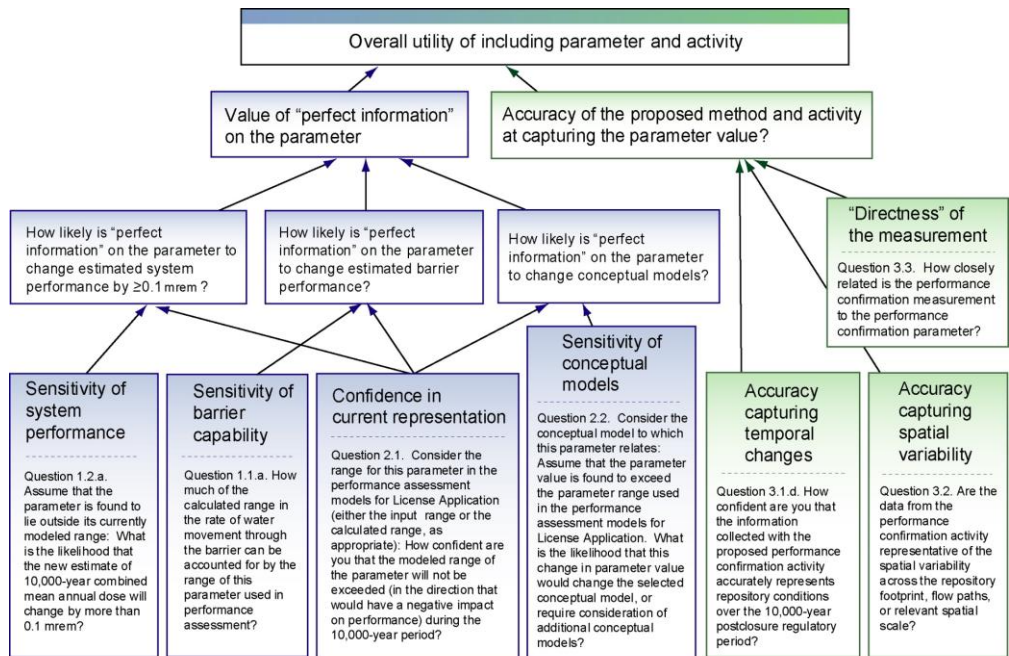 Overall utility of including parameter and activity
Value of “perfect information”
on the parameter
Accuracy of the proposed method and activity
at capturing the parameter value?
How likely is “perfect
information” on the parameter to
change estimated system
performance by ≥0.1 mrem ?
How likely is “perfect
information” on the parameter
to change estimated barrier
performance?
How likely is “perfect
information” on the parameter
to change conceptual models?
“Directness” of
the measurement
Question 3.3. How closely
related is the performance
confirmation measurement
to the performance
confirmation parameter?
Sensitivity of
system
performance
Question 1.2.a.
Assume that the
parameter is found to
lie outside its currently
modeled range: What
is the likelihood that
the new estimate of
10,000-year combined
mean annual dose will
change by more than
0.1 mrem?
Sensitivity of
barrier
capability
Question 1.1.a. How
much of the
calculated range in
the rate of water
movement through
the barrier can be
accounted for by the
range of this
parameter used in
performance
assessment?
Confidence in
current representation
Question 2.1. Consider the
range for this parameter in the
performance assessment
models for License Application
(either the input range or the
calculated range, as
appropriate): How confident are
you that the modeled range of
the parameter will not be
exceeded (in the direction that
would have a negative impact
on performance) during the
10,000-year period?
Sensitivity of
conceptual
models
Question 2.2. Consider the
conceptual model to which
this parameter relates:
Assume that the parameter
value is found to exceed
the parameter range used
in the performance
assessment models for
License Application. What
is the likelihood that this
change in parameter value
would change the selected
conceptual model, or
require consideration of
additional conceptual
models?
Accuracy
capturing
temporal
changes
Question 3.1.d. How
confident are you that
the information
collected with the
proposed performance
confirmation activity
accurately represents
repository conditions
over the 10,000-year
postclosure regulatory
period?
Accuracy
capturing
spatial
variability
Question 3.2. Are the
data from the
performance
confirmation activity
representative of the
spatial variability
across the repository
footprint, flow paths,
or relevant spatial
scale?